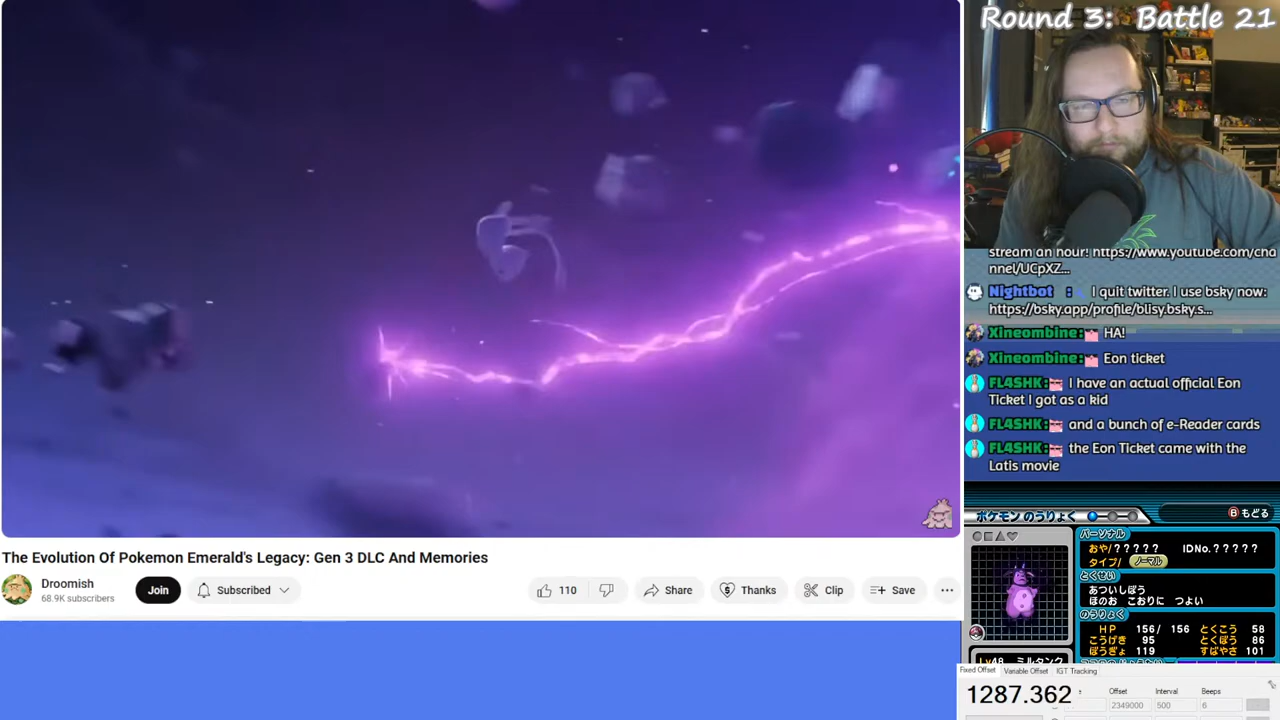 Round 3: Battle 21
stream an hour! https://www.youtube.com/cha
nnel/UCpXZ...
Nightbot : I quit twitter. I use bsky now:
https://bsky.app/profile/blisy.bsky.s...
Xineombine: HA!
Xineombine: Eon ticket
FL4SHK: I have an actual official Eon
Ticket I got as a kid
FL4SHK: and a bunch of e-Reader cards
FL4SHK: the Eon Ticket came with the
Latis movie
The Evolution Of Pokemon Emerald's Legacy: Gen 3 DLC And Memories
Droomish
68.9K subscribers
Join
Subscribed
110
Share
Thanks
Clip
Save
ポケモン のうりょく
B もどる
パーソナル
おや/?????
IDNo.?????
タイプ/ ノーマル
とくせい
あついしぼう
ほのお こおりに つよい
のうりょく
HP 156/ 156 とくこう 58
こうげき 95 とくぼう 86
ぼうぎょ 119 すばやさ 101
Lv48 ミルタンク
Fixed Offset Variable Offset IGT Tracking
1287.362
Offset Interval Beeps
2349000 500 6